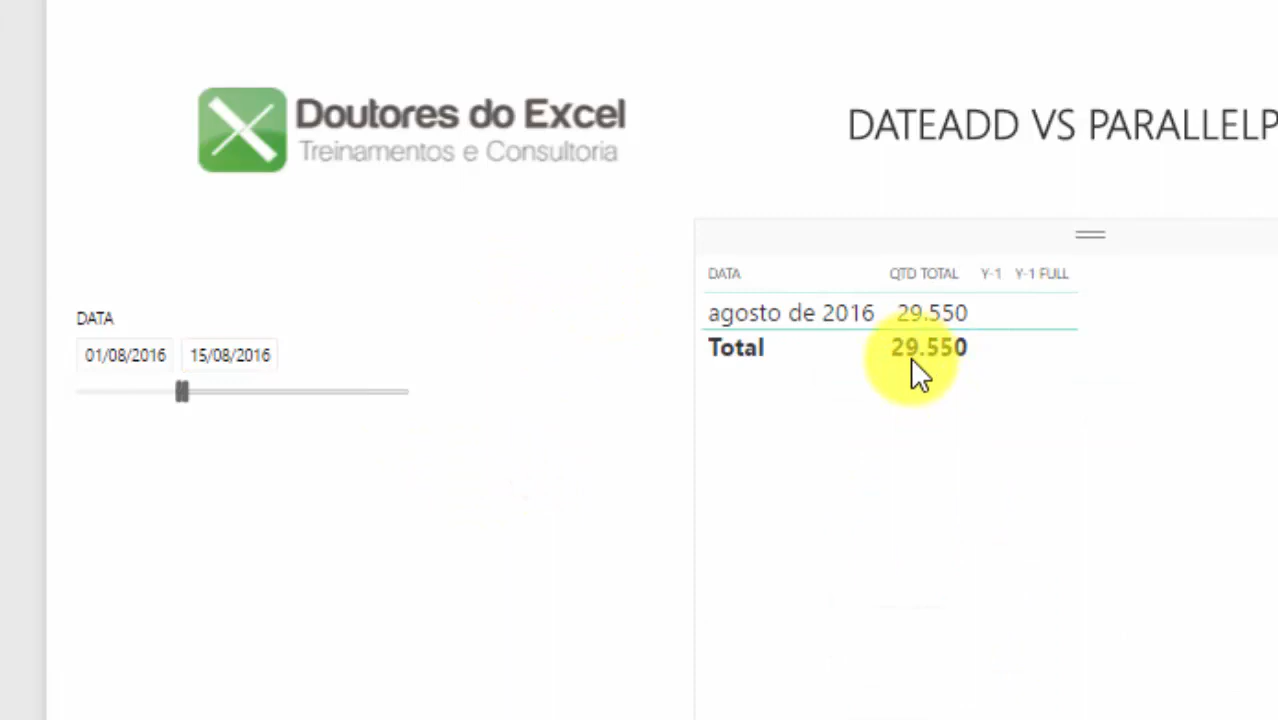 Doutores do Excel
Treinamentos e Consultoria
DATEADD VS PARALLELP
DATA QTD TOTAL Y-1 Y-1 FULL
agosto de 2016 29.550
Total 29.550
DATA
01/08/2016 15/08/2016